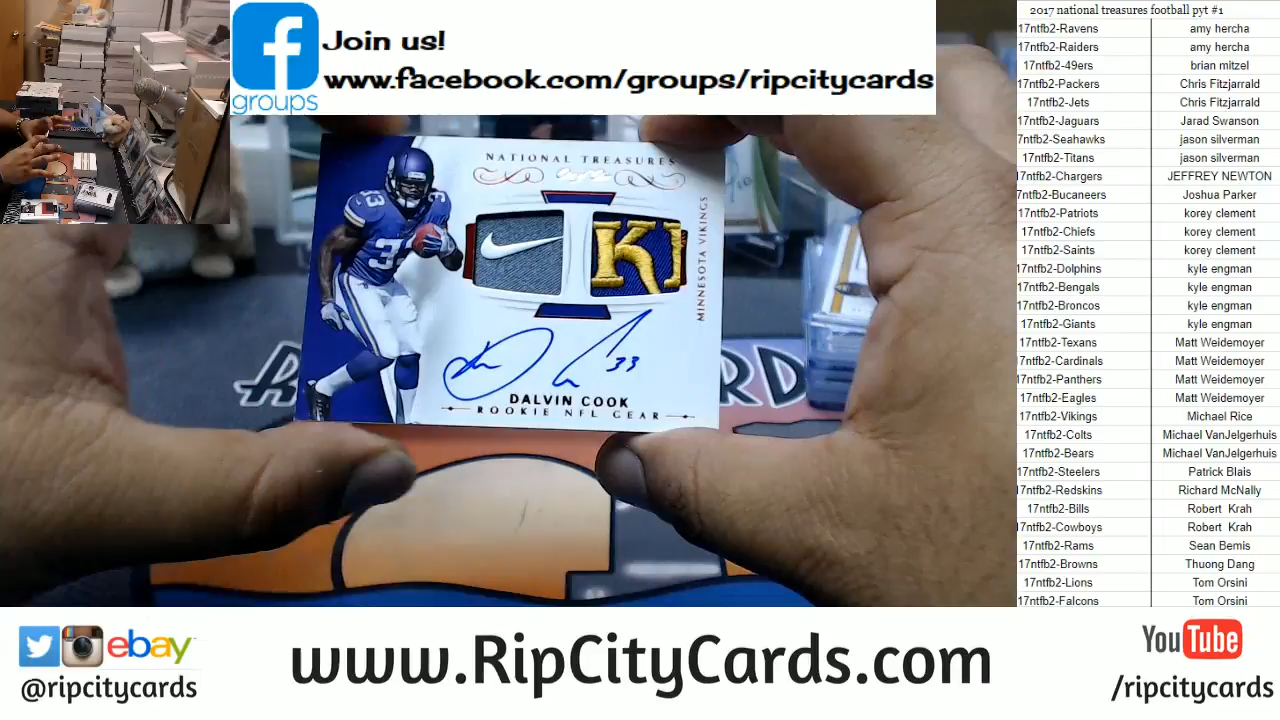 Join us!
www.facebook.com/groups/ripcitycards
groups
NATIONAL TREASURES
MINNESOTA VIKINGS
KI
33
DALVIN COOK
ROOKIE NFL GEAR
2017 national treasures football pyt #1
17ntfb2-Ravens amy hercha
17ntfb2-Raiders amy hercha
17ntfb2-49ers brian mitzel
17ntfb2-Packers Chris Fitzjarrald
17ntfb2-Jets Chris Fitzjarrald
17ntfb2-Jaguars Jarad Swanson
17ntfb2-Seahawks jason silverman
17ntfb2-Titans jason silverman
17ntfb2-Chargers JEFFREY NEWTON
17ntfb2-Bucaneers Joshua Parker
17ntfb2-Patriots korey clement
17ntfb2-Chiefs korey clement
17ntfb2-Saints korey clement
17ntfb2-Dolphins kyle engman
17ntfb2-Bengals kyle engman
17ntfb2-Broncos kyle engman
17ntfb2-Giants kyle engman
17ntfb2-Texans Matt Weidemoyer
17ntfb2-Cardinals Matt Weidemoyer
17ntfb2-Panthers Matt Weidemoyer
17ntfb2-Eagles Matt Weidemoyer
17ntfb2-Vikings Michael Rice
17ntfb2-Colts Michael VanJelgerhuis
17ntfb2-Bears Michael VanJelgerhuis
17ntfb2-Steelers Patrick Blais
17ntfb2-Redskins Richard McNally
17ntfb2-Bills Robert Krah
17ntfb2-Cowboys Robert Krah
17ntfb2-Rams Sean Bemis
17ntfb2-Browns Thuong Dang
17ntfb2-Lions Tom Orsini
17ntfb2-Falcons Tom Orsini
ebay
@ripcitycards
www.RipCityCards.com
YouTube
/ripcitycards